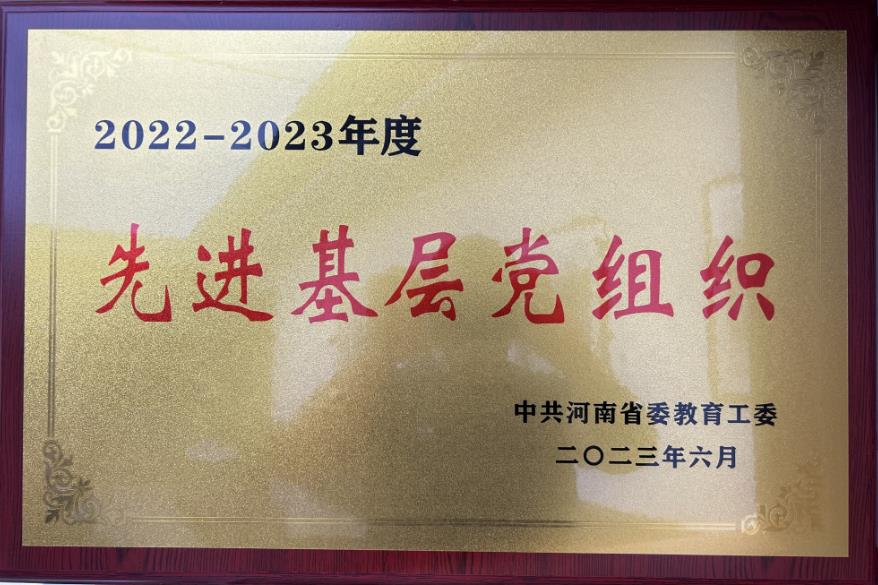 2022-2023年度
先进基层党组织
中共河南省委教育工委
二〇二三年六月